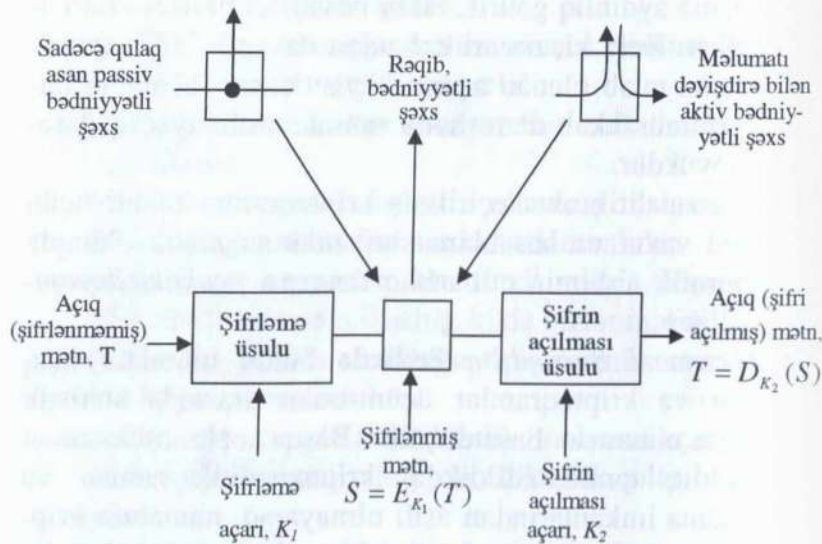 Sadəcə qulaq
asan passiv
bədniyyətli
şəxs
Rəqib,
bədniyyətli
şəxs
Məlumatı
dəyişdirə bilən
aktiv bədniy-
yətli şəxs
Açıq
(şifrlənməmiş)
mətn, T
Şifrləmə
üsulu
Şifrin
açılması
üsulu
Açıq (şifri
açılmış) mətn,
T = D_{K_2} (S)
Şifrləmə
açarı, K_1
Şifrlənmiş
mətn,
S = E_{K_1} (T)
Şifrin
açılması
açarı, K_2